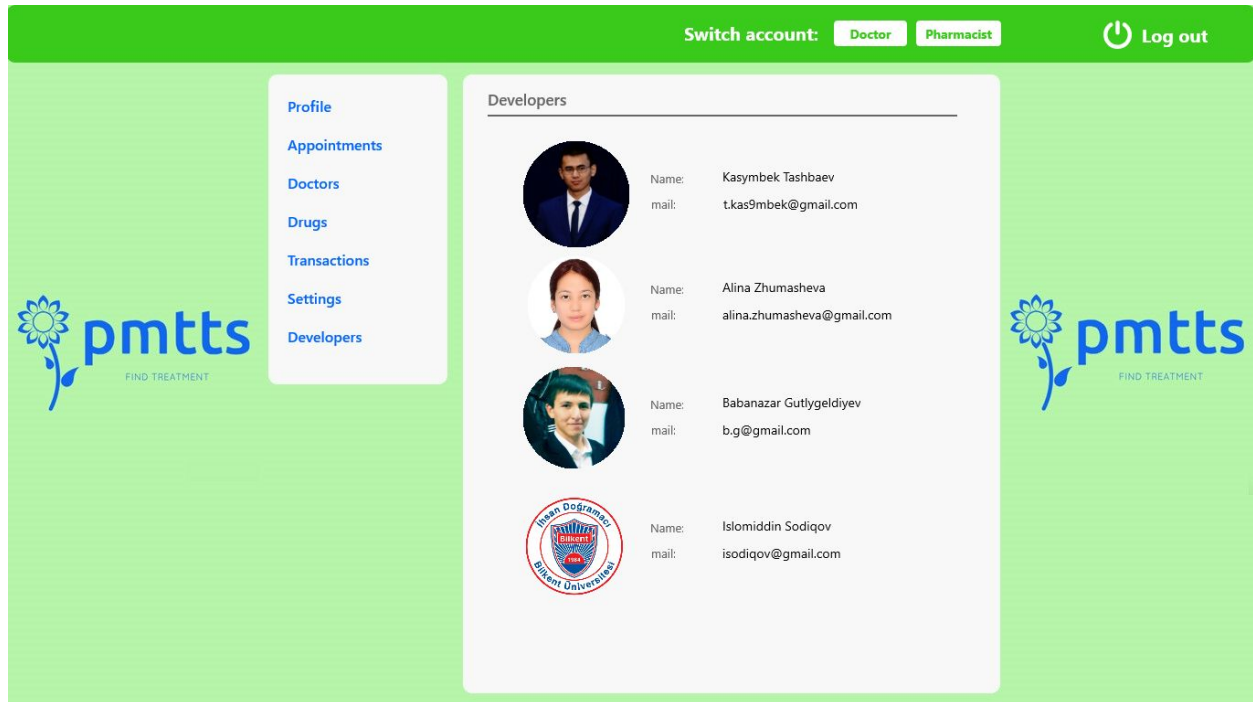 Switch account: Doctor Pharmacist Log out
Profile
Appointments
Doctors
Drugs
Transactions
Settings
Developers
pmtts
FIND TREATMENT
Developers
Name: Kasymbek Tashbaev
mail: t.kas9mbek@gmail.com
Name: Alina Zhumasheva
mail: alina.zhumasheva@gmail.com
Name: Babanazar Gutlygeldiyev
mail: b.g@gmail.com
İhsan Doğramacı
Bilkent
1984
Bilkent Üniversitesi
Name: Islomiddin Sodiqov
mail: isodiqov@gmail.com
pmtts
FIND TREATMENT